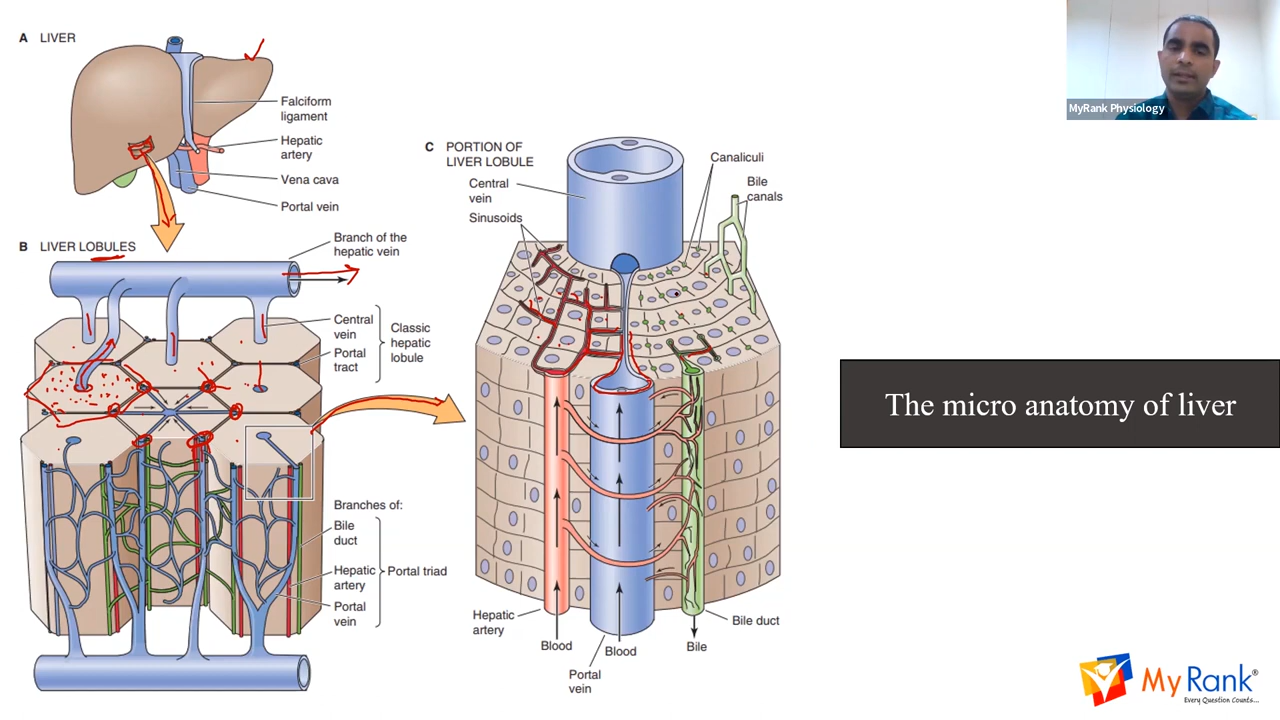 A LIVER
Falciform
ligament
Hepatic
artery
Vena cava
Portal vein
B LIVER LOBULES
Branch of the
hepatic vein
Central
vein
Portal
tract
Classic
hepatic
lobule
Branches of:
Bile
duct
Hepatic
artery
Portal
vein
Portal triad
C PORTION OF
LIVER LOBULE
Central
vein
Sinusoids
Canaliculi
Bile
canals
Hepatic
artery
Blood
Portal
vein
Blood
Bile
Bile duct
MyRank Physiology
The micro anatomy of liver
My Rank®
Every Question Counts...